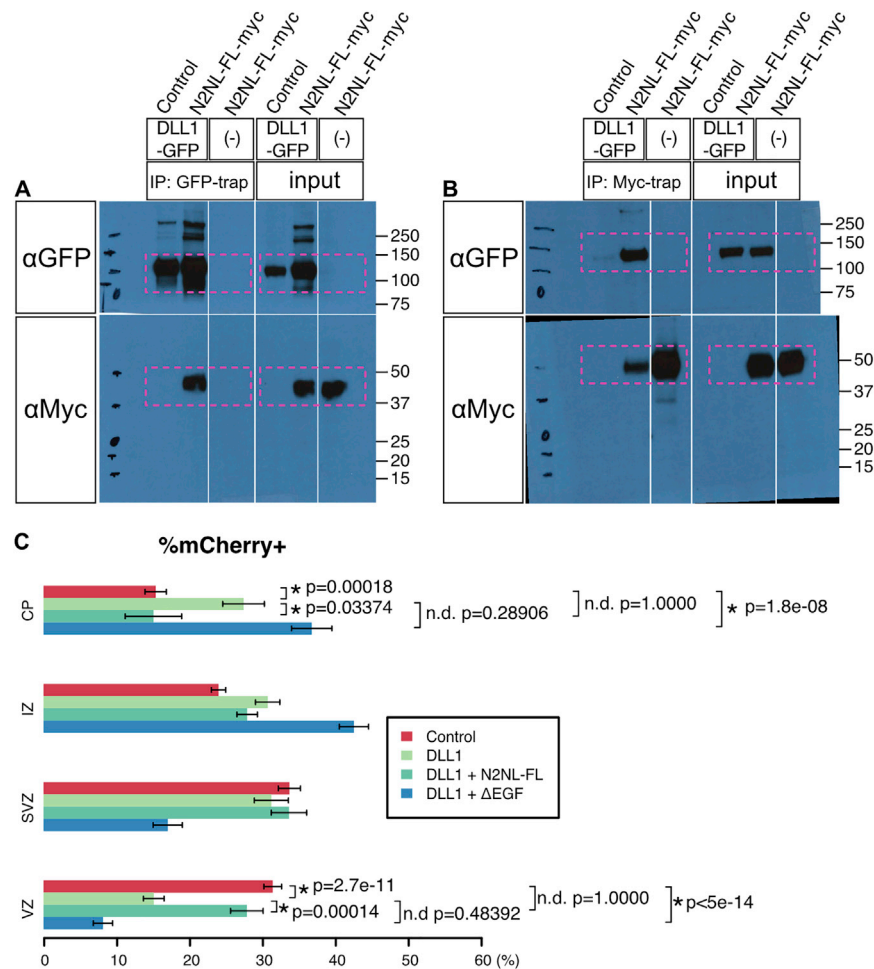 Control
N2NL-FL-myc
N2NL-FL-myc
Control
N2NL-FL-myc
N2NL-FL-myc
DLL1
-GFP
(-)
DLL1
-GFP
(-)
IP: GFP-trap
input
A
αGFP
250
150
100
75
αMyc
50
37
25
20
15
Control
N2NL-FL-myc
N2NL-FL-myc
Control
N2NL-FL-myc
N2NL-FL-myc
DLL1
-GFP
(-)
DLL1
-GFP
(-)
IP: Myc-trap
input
B
αGFP
250
150
100
75
αMyc
50
37
25
20
15
C
%mCherry+
CP
* p=0.00018
* p=0.03374
n.d. p=0.28906
n.d. p=1.0000
* p=1.8e-08
IZ
Control
DLL1
DLL1 + N2NL-FL
DLL1 + ΔEGF
SVZ
VZ
* p=2.7e-11
* p=0.00014
n.d p=0.48392
n.d. p=1.0000
* p<5e-14
0 10 20 30 40 50 60 (%)